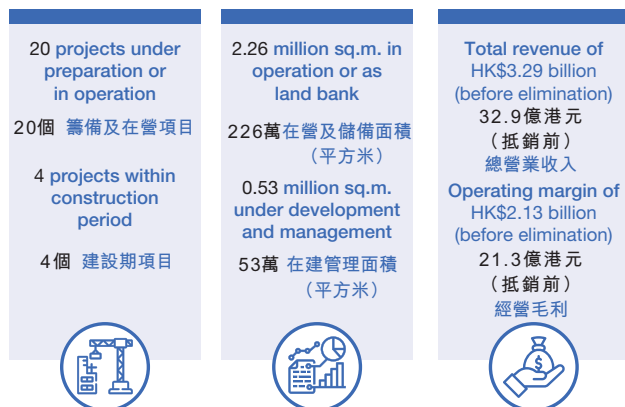 20 projects under
preparation or
in operation
20個 籌備及在營項目
4 projects within
construction
period
4個 建設期項目
2.26 million sq.m. in
operation or as
land bank
226萬在營及儲備面積
（平方米）
0.53 million sq.m.
under development
and management
53萬 在建管理面積
（平方米）
Total revenue of
HK$3.29 billion
(before elimination)
32.9億港元
（抵銷前）
總營業收入
Operating margin of
HK$2.13 billion
(before elimination)
21.3億港元
（抵銷前）
經營毛利
$